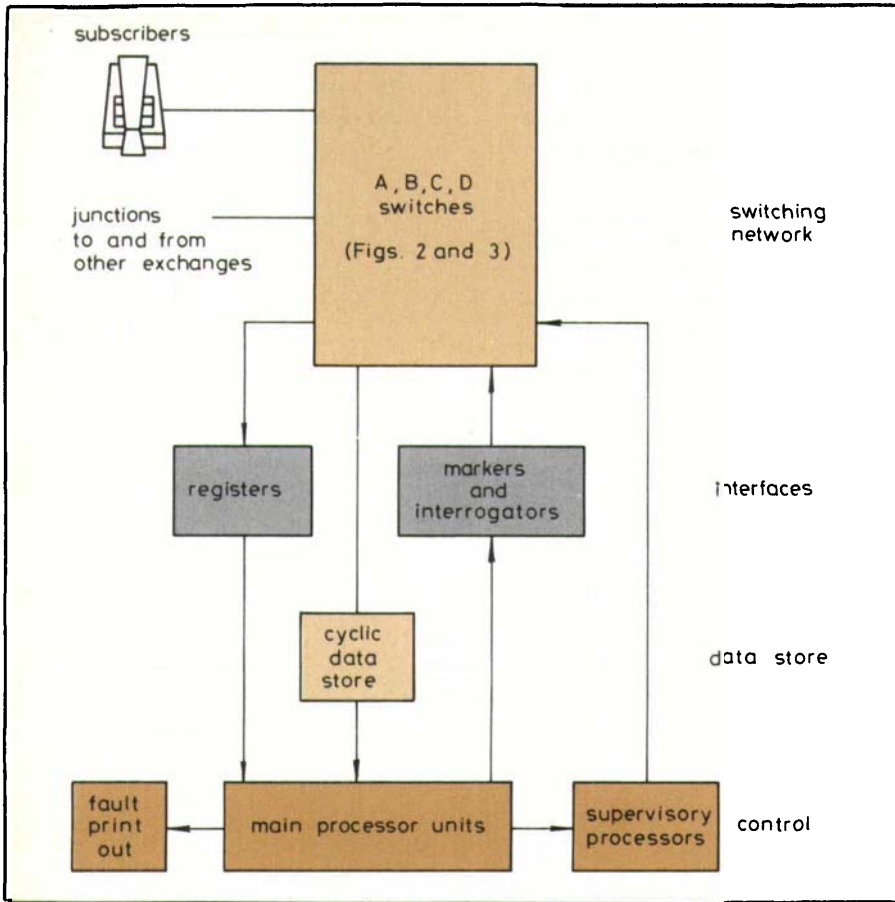 subscribers
A, B, C, D
switches
(Figs. 2 and 3)
junctions
to and from
other exchanges
switching
network
registers
markers
and
interrogators
interfaces
cyclic
data
store
data store
fault
print
out
main processor units
supervisory
processors
control